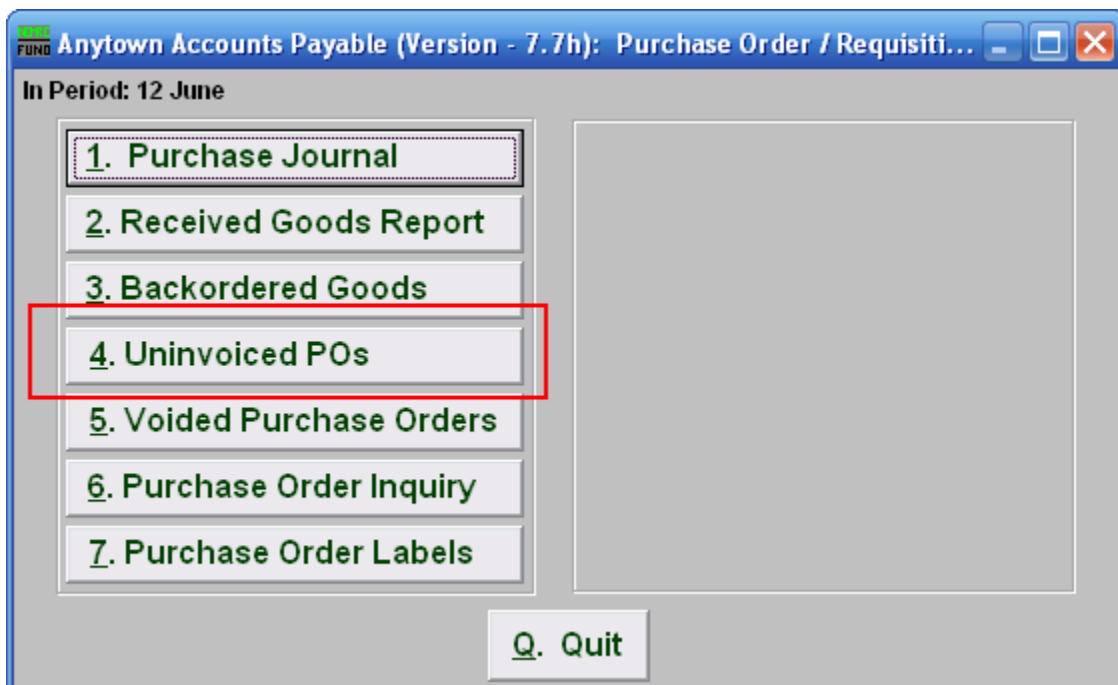 FUND Anytown Accounts Payable (Version - 7.7h): Purchase Order / Requisiti...
In Period: 12 June
1. Purchase Journal
2. Received Goods Report
3. Backordered Goods
4. Uninvoiced POs
5. Voided Purchase Orders
6. Purchase Order Inquiry
7. Purchase Order Labels
Q. Quit